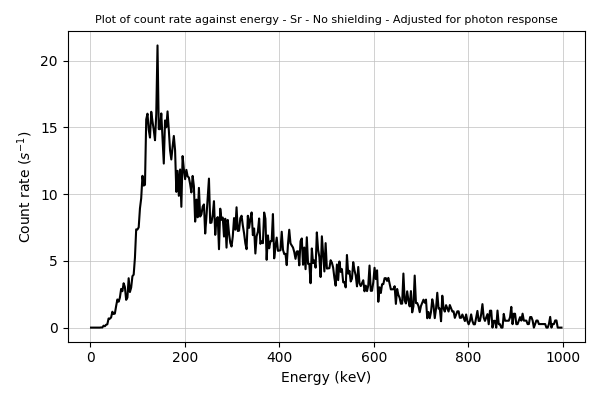 Plot of count rate against energy - Sr - No shielding - Adjusted for photon response
Count rate (s⁻¹)
20
15
10
5
0
0 200 400 600 800 1000
Energy (keV)